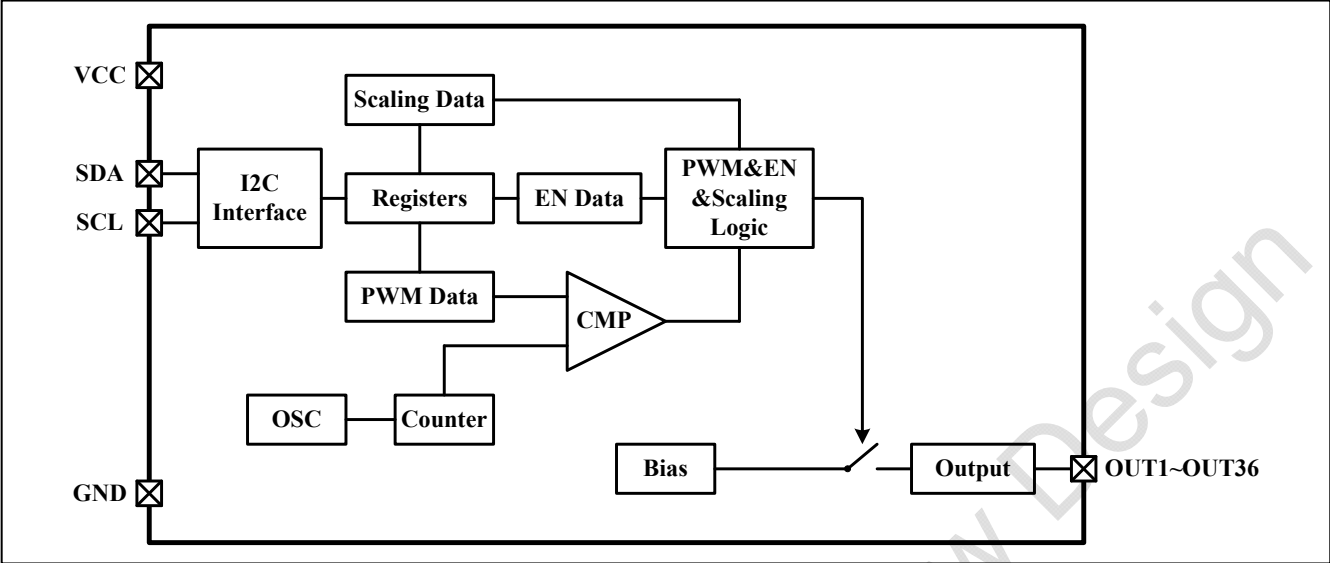 VCC
SDA
SCL
GND
I2C
Interface
Scaling Data
Registers
EN Data
PWM Data
PWM&EN
&Scaling
Logic
CMP
OSC
Counter
Bias
Output
OUT1~OUT36
Design